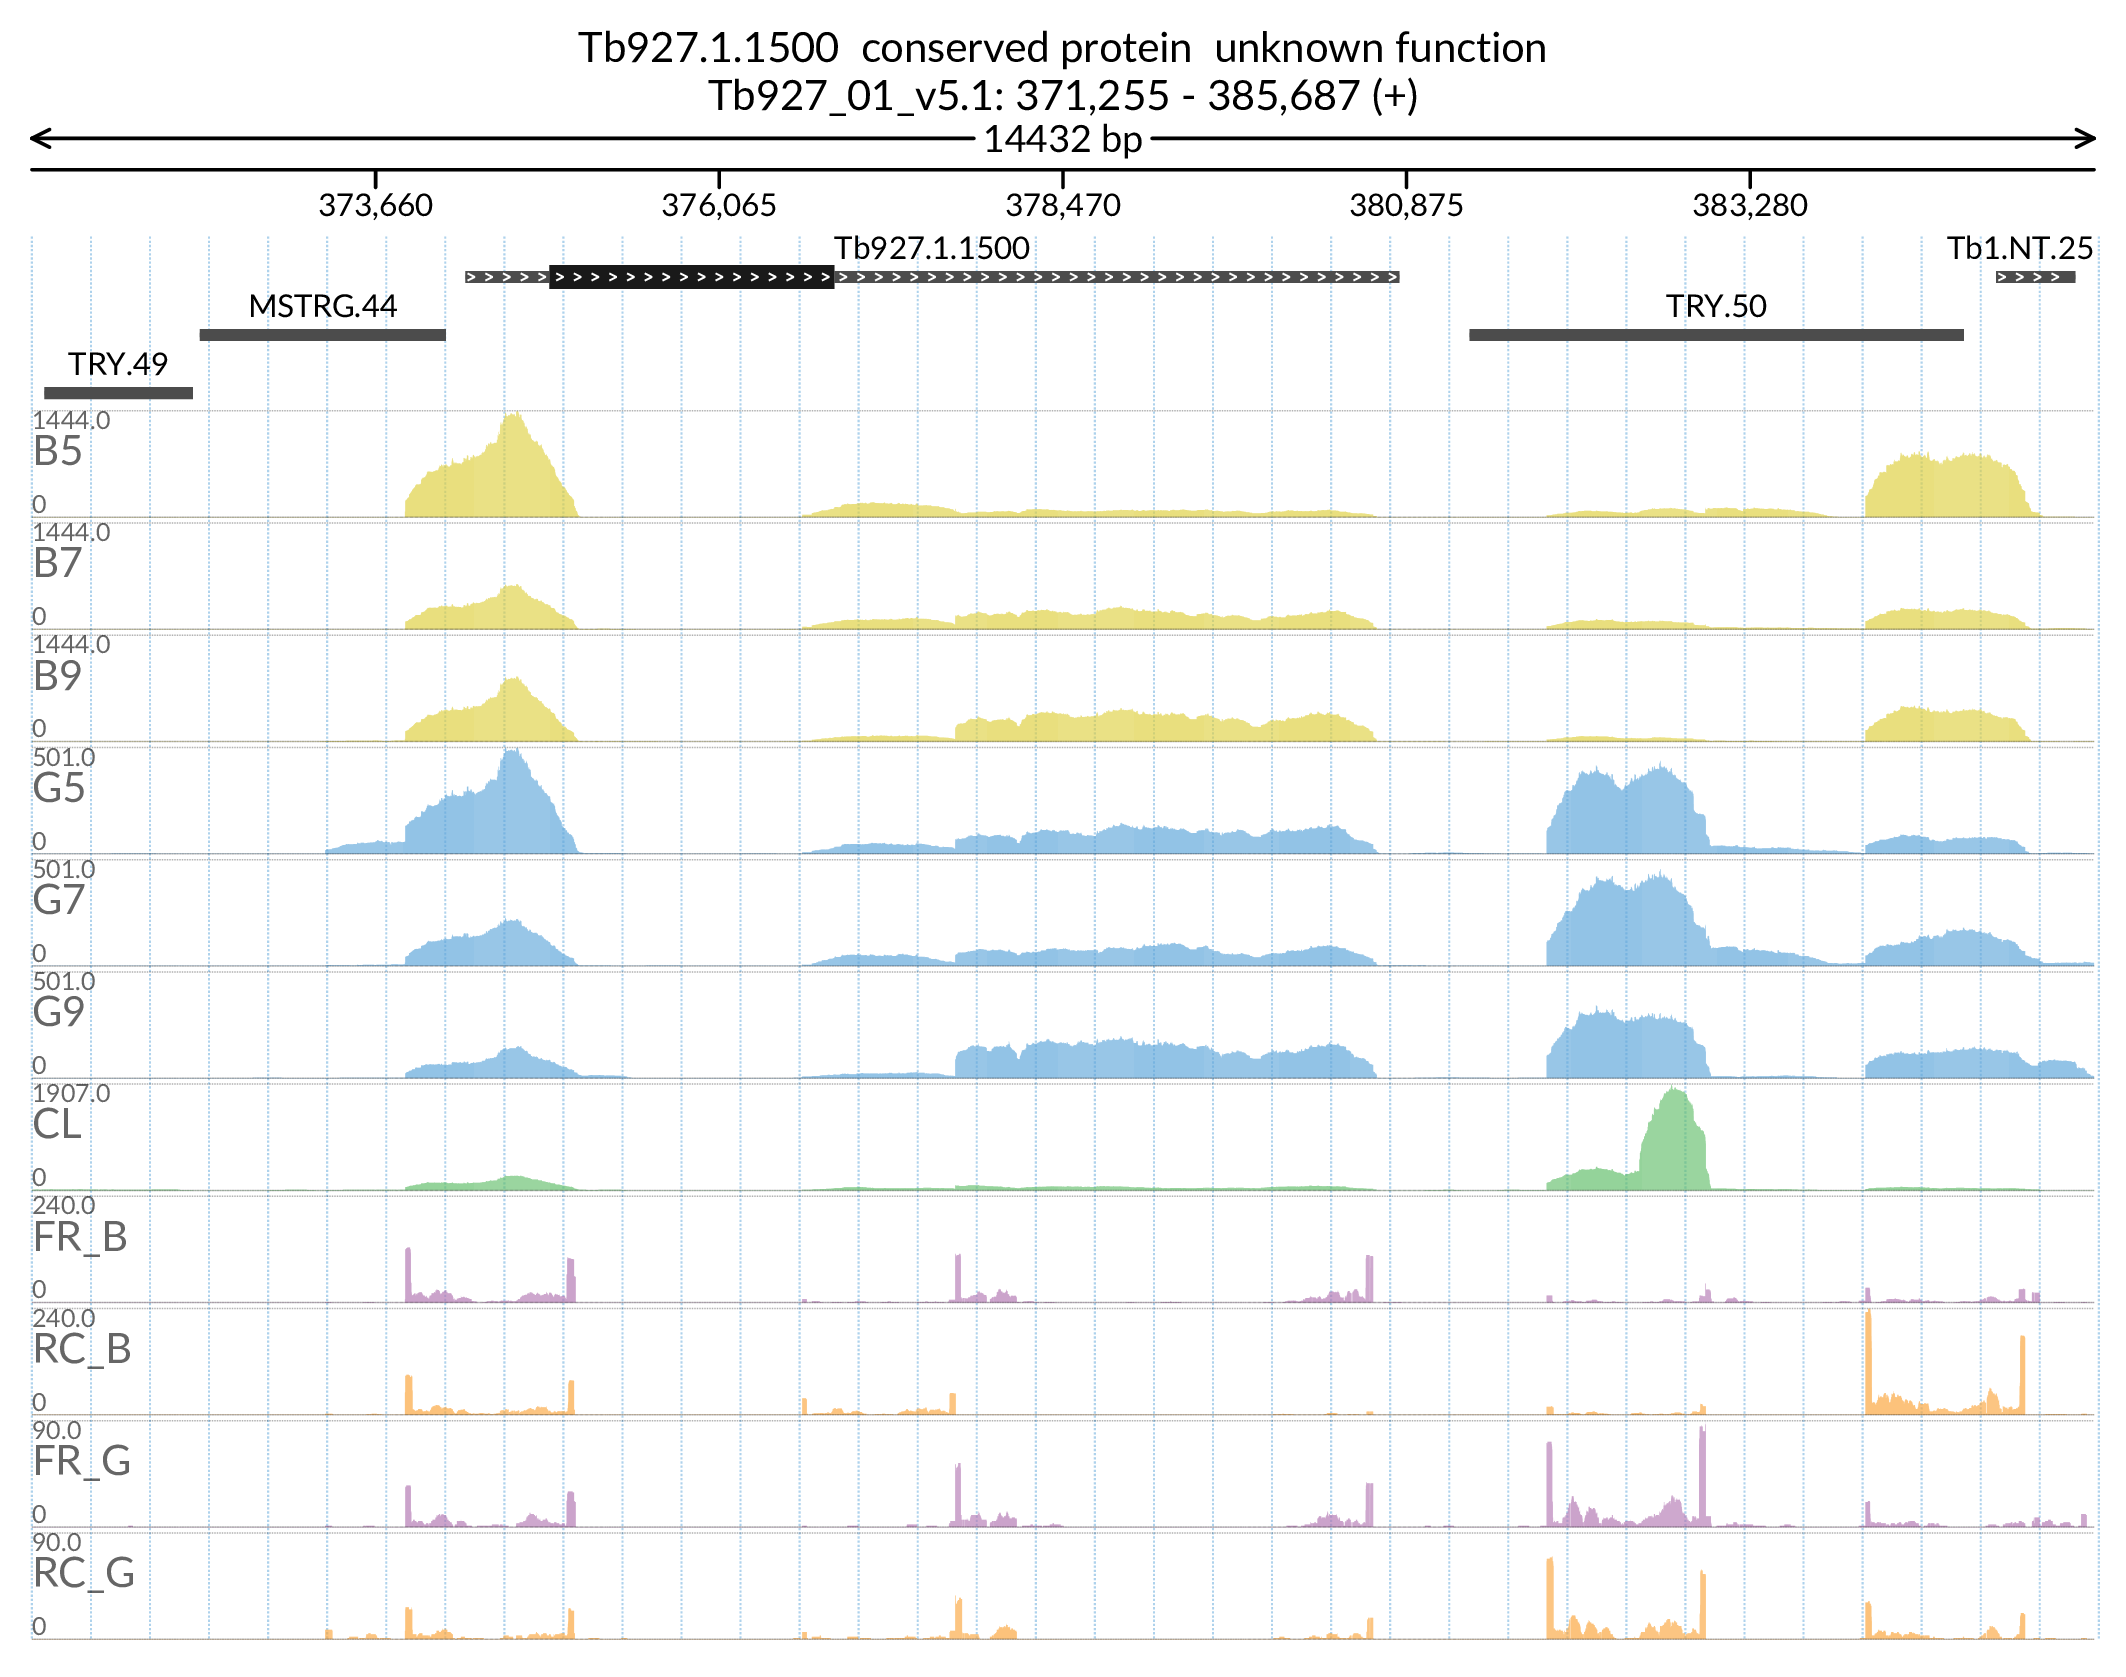 Tb927.1.1500  conserved protein  unknown function
Tb927_01_v5.1: 371,255 - 385,687 (+)
14432 bp
373,660 376,065 378,470 380,875 383,280
Tb927.1.1500 Tb1.NT.25
MSTRG.44 TRY.50
TRY.49
1444.0
B5
0
1444.0
B7
0
1444.0
B9
0
501.0
G5
0
501.0
G7
0
501.0
G9
0
1907.0
CL
0
240.0
FR_B
0
240.0
RC_B
0
90.0
FR_G
0
90.0
RC_G
0